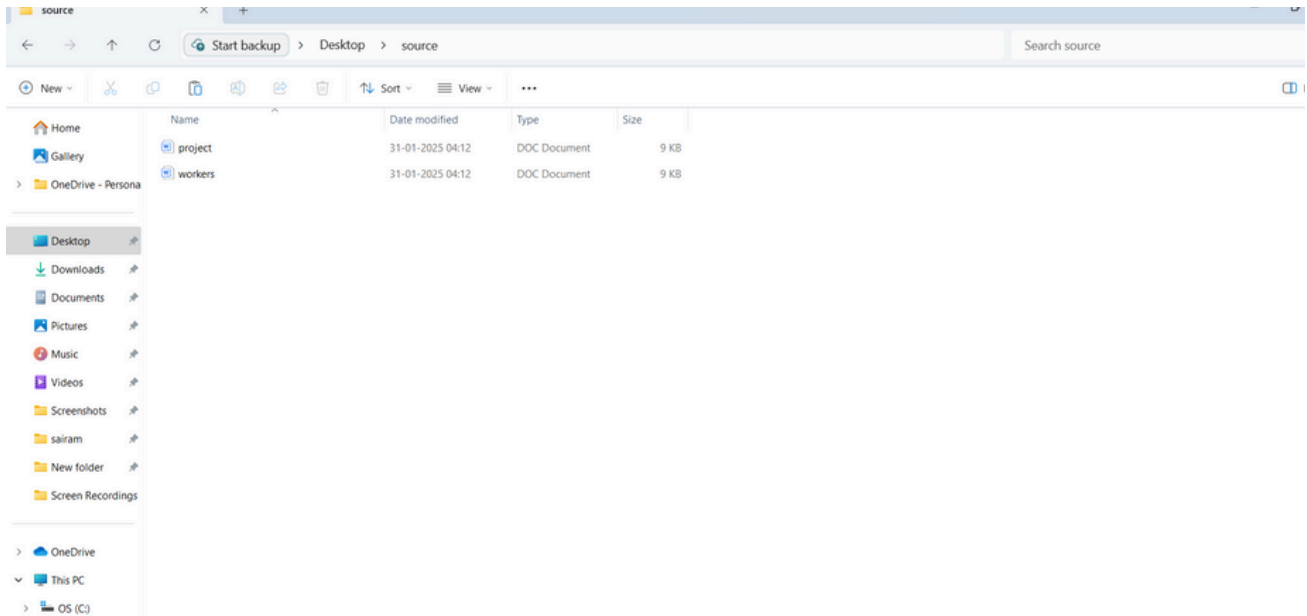 source
Start backup > Desktop > source
Search source
New
Sort
View
Name Date modified Type Size
project 31-01-2025 04:12 DOC Document 9 KB
workers 31-01-2025 04:12 DOC Document 9 KB
Home
Gallery
OneDrive - Persona
Desktop
Downloads
Documents
Pictures
Music
Videos
Screenshots
sairam
New folder
Screen Recordings
OneDrive
This PC
OS (C:)